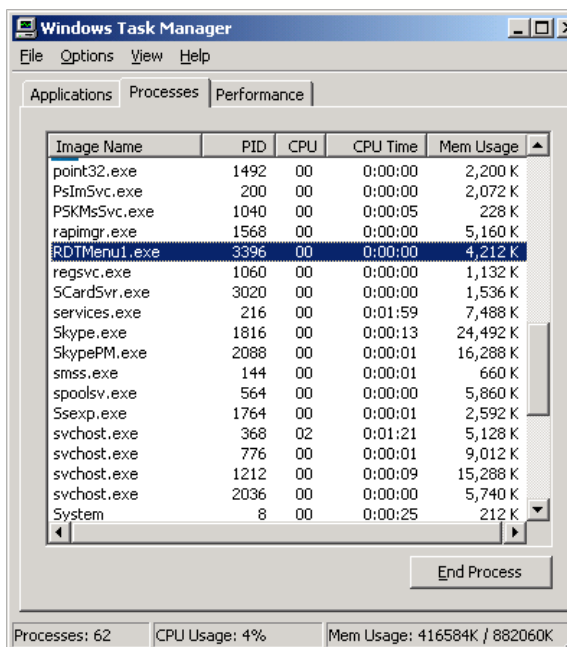 Windows Task Manager
File Options View Help
Applications Processes Performance
Image Name PID CPU CPU Time Mem Usage
point32.exe 1492 00 0:00:00 2,200 K
PsImSvc.exe 200 00 0:00:00 2,072 K
PSKMsSvc.exe 1040 00 0:00:05 228 K
rapimgr.exe 1568 00 0:00:00 5,160 K
RDTMenu1.exe 3396 00 0:00:00 4,212 K
regsvc.exe 1060 00 0:00:00 1,132 K
SCardSvr.exe 3020 00 0:00:00 1,536 K
services.exe 216 00 0:01:59 7,488 K
Skype.exe 1816 00 0:00:13 24,492 K
SkypePM.exe 2088 00 0:00:01 16,288 K
smss.exe 144 00 0:00:01 660 K
spoolsv.exe 564 00 0:00:00 5,860 K
Ssexp.exe 1764 00 0:00:01 2,592 K
svchost.exe 368 02 0:01:21 5,128 K
svchost.exe 776 00 0:00:01 9,012 K
svchost.exe 1212 00 0:00:09 15,288 K
svchost.exe 2036 00 0:00:00 5,740 K
System 8 00 0:00:25 212 K
End Process
Processes: 62 CPU Usage: 4% Mem Usage: 416584K / 882060K